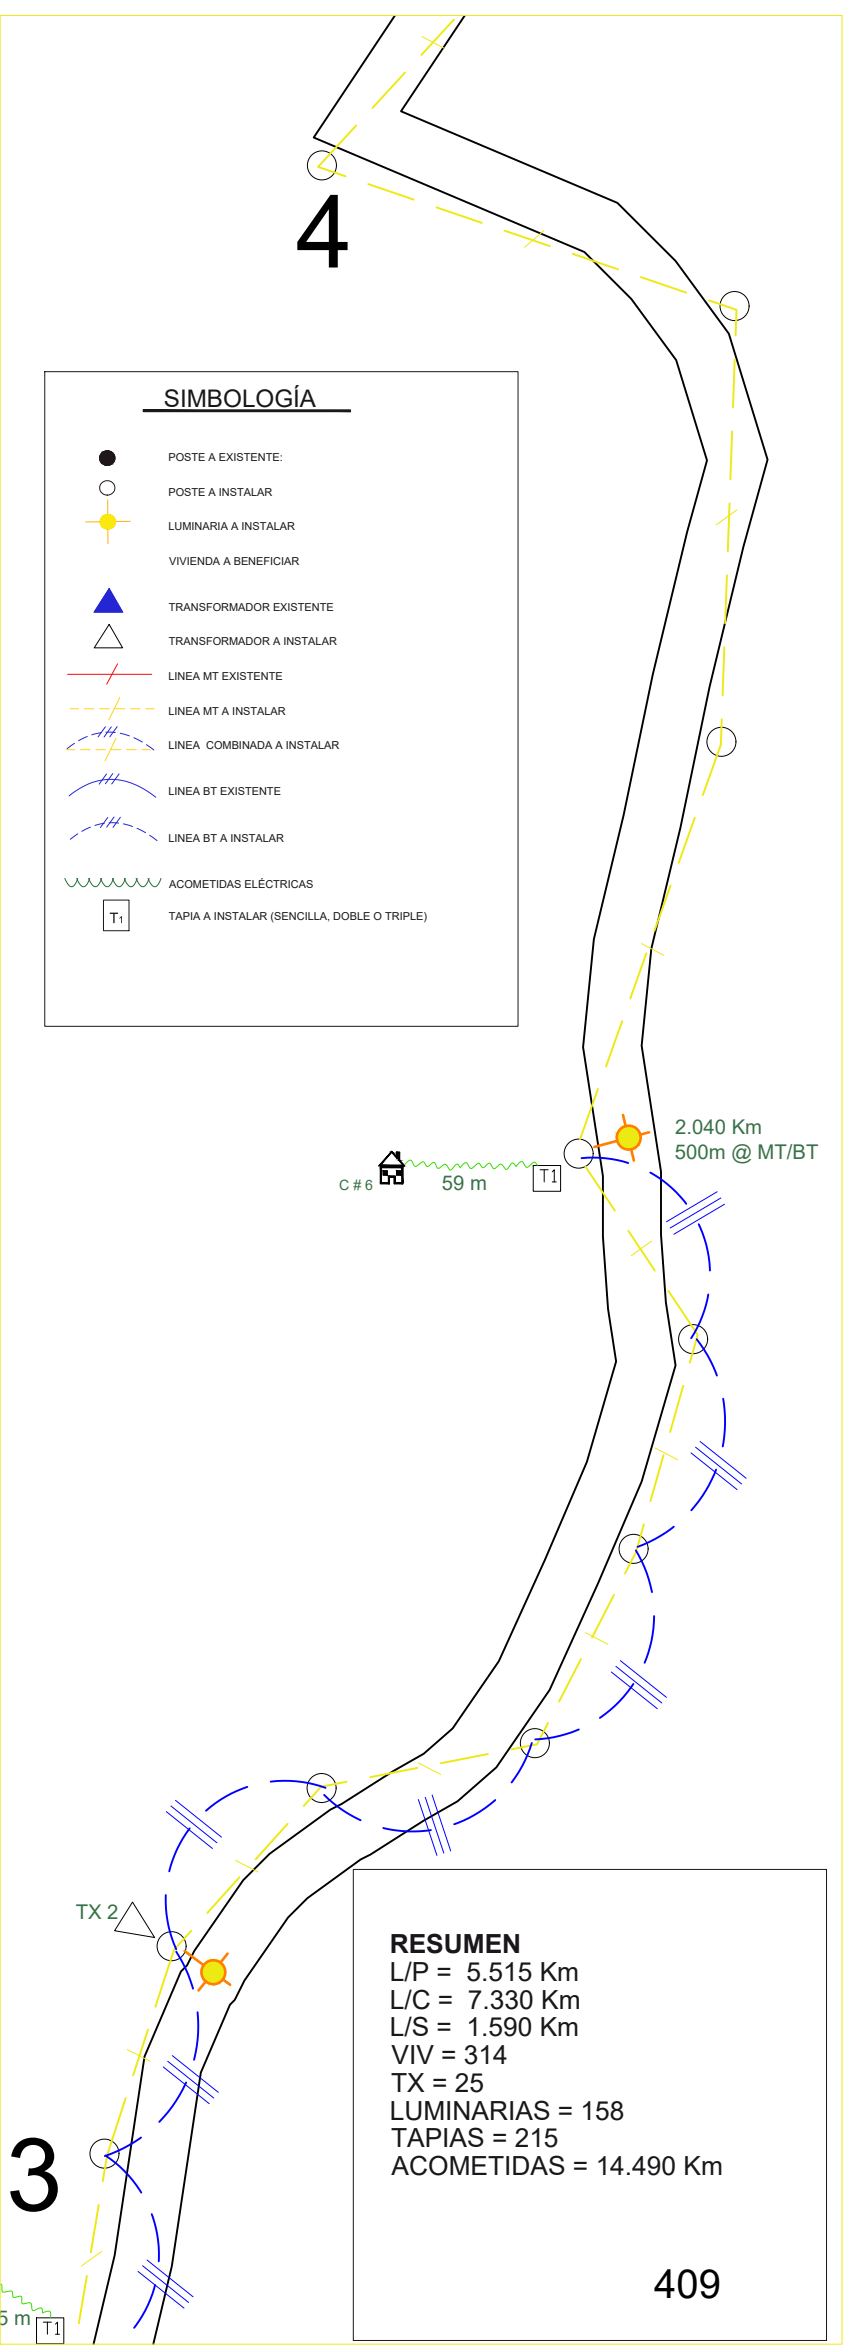 4
SIMBOLOGÍA
POSTE A EXISTENTE:
POSTE A INSTALAR
LUMINARIA A INSTALAR
VIVIENDA A BENEFICIAR
TRANSFORMADOR EXISTENTE
TRANSFORMADOR A INSTALAR
LINEA MT EXISTENTE
LINEA MT A INSTALAR
LINEA COMBINADA A INSTALAR
LINEA BT EXISTENTE
LINEA BT A INSTALAR
ACOMETIDAS ELÉCTRICAS
T1 TAPIA A INSTALAR (SENCILLA, DOBLE O TRIPLE)
2.040 Km
500m @ MT/BT
C # 6
59 m
T1
TX 2
RESUMEN
L/P = 5.515 Km
L/C = 7.330 Km
L/S = 1.590 Km
VIV = 314
TX = 25
LUMINARIAS = 158
TAPIAS = 215
ACOMETIDAS = 14.490 Km
409
3
5 m
T1